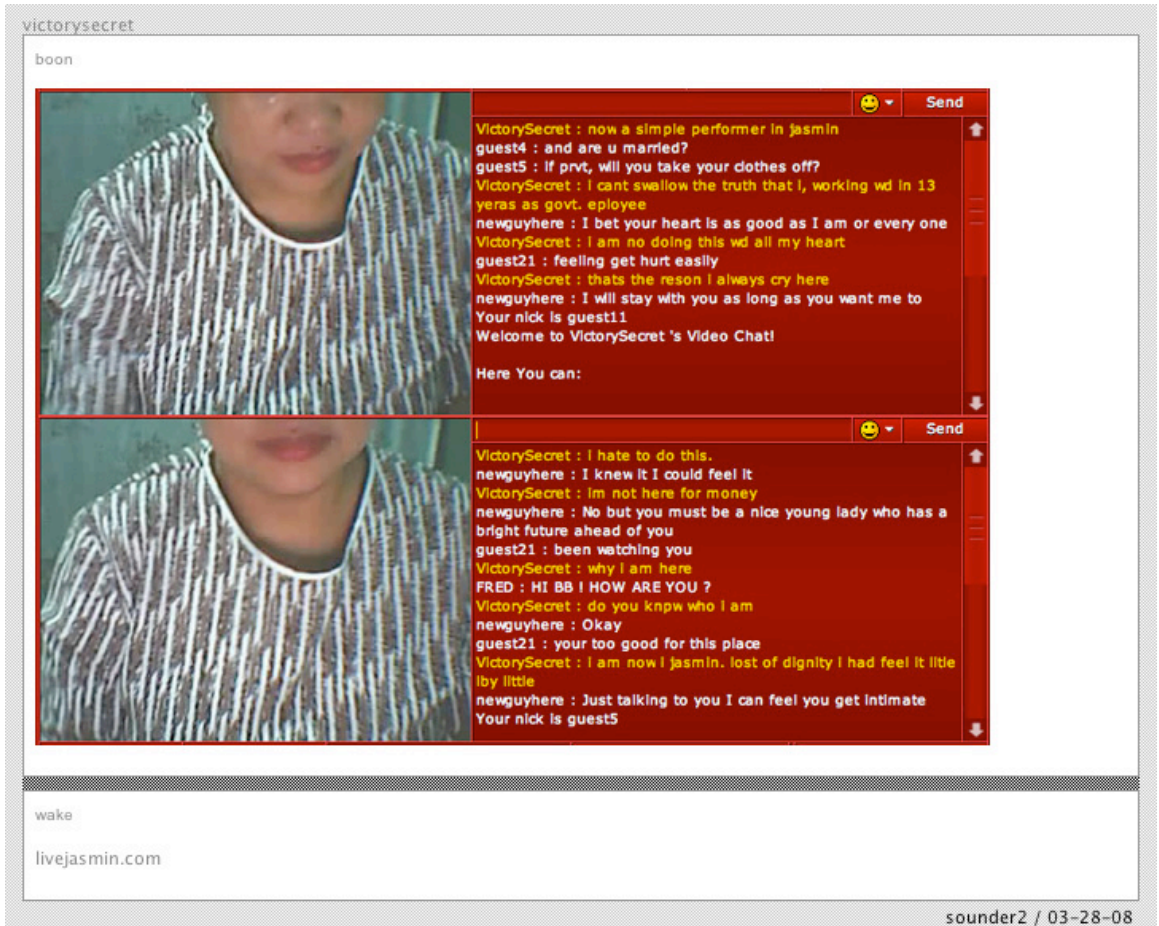 victorysecret
boon
Send
VictorySecret : now a simple performer in jasmin
guest4 : and are u married?
guest5 : if prvt, will you take your clothes off?
VictorySecret : i cant swallow the truth that i, working wd in 13
yeras as govt. eployee
newguyhere : I bet your heart is as good as I am or every one
VictorySecret : i am no doing this wd all my heart
guest21 : feeling get hurt easily
VictorySecret : thats the reson i always cry here
newguyhere : I will stay with you as long as you want me to
Your nick is guest11
Welcome to VictorySecret 's Video Chat!
Here You can:
Send
VictorySecret : i hate to do this.
newguyhere : I knew it I could feel it
VictorySecret : im not here for money
newguyhere : No but you must be a nice young lady who has a
bright future ahead of you
guest21 : been watching you
VictorySecret : why i am here
FRED : HI BB ! HOW ARE YOU ?
VictorySecret : do you knpw who i am
newguyhere : Okay
guest21 : your too good for this place
VictorySecret : i am now i jasmin. lost of dignity i had feel it litle
lby little
newguyhere : Just talking to you I can feel you get intimate
Your nick is guest5
wake
livejasmin.com
sounder2 / 03-28-08